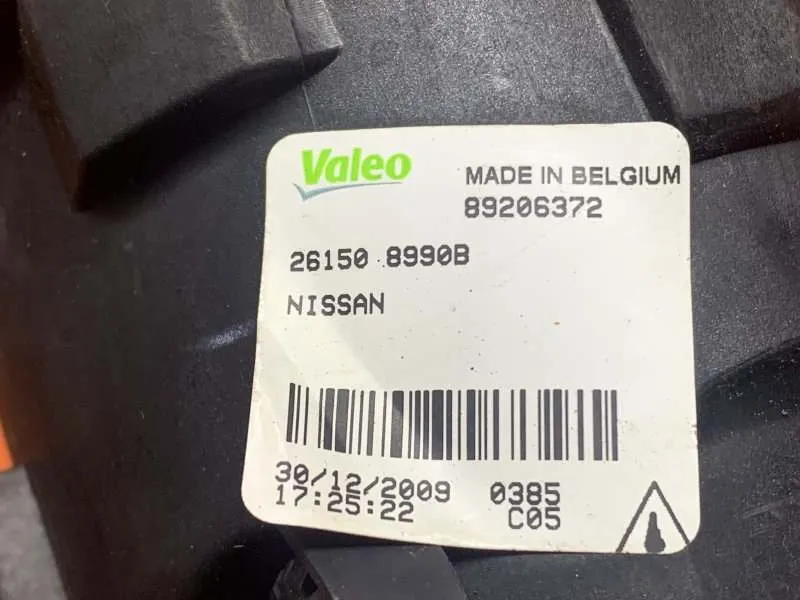 Valeo
MADE IN BELGIUM
89206372
26150 8990B
NISSAN
30/12/2009 0385
17:25:22 C05